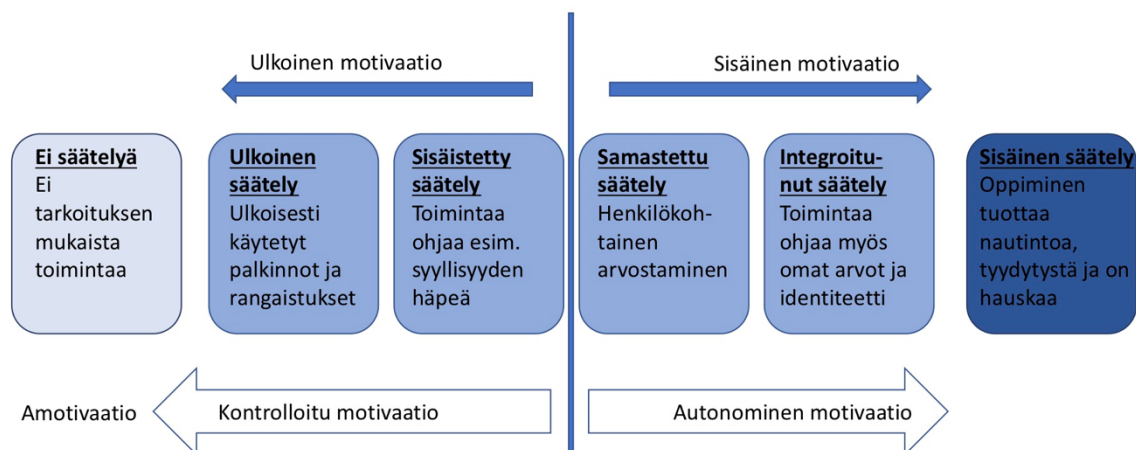 Ulkoinen motivaatio
Sisäinen motivaatio
Ei säätelyä
Ei
tarkoituksen
mukaista
toimintaa
Ulkoinen
säätely
Ulkoisesti
käytetyt
palkinnot ja
rangaistukset
Sisäistetty
säätely
Toimintaa
ohjaa esim.
syyllisyyden
häpeä
Samastettu
säätely
Henkilökoh-
tainen
arvostaminen
Integroitu-
nut säätely
Toimintaa
ohjaa myös
omat arvot ja
identiteetti
Sisäinen säätely
Oppiminen
tuottaa
nautintoa,
tyydytystä ja on
hauskaa
Amotivaatio
Kontrolloitu motivaatio
Autonominen motivaatio